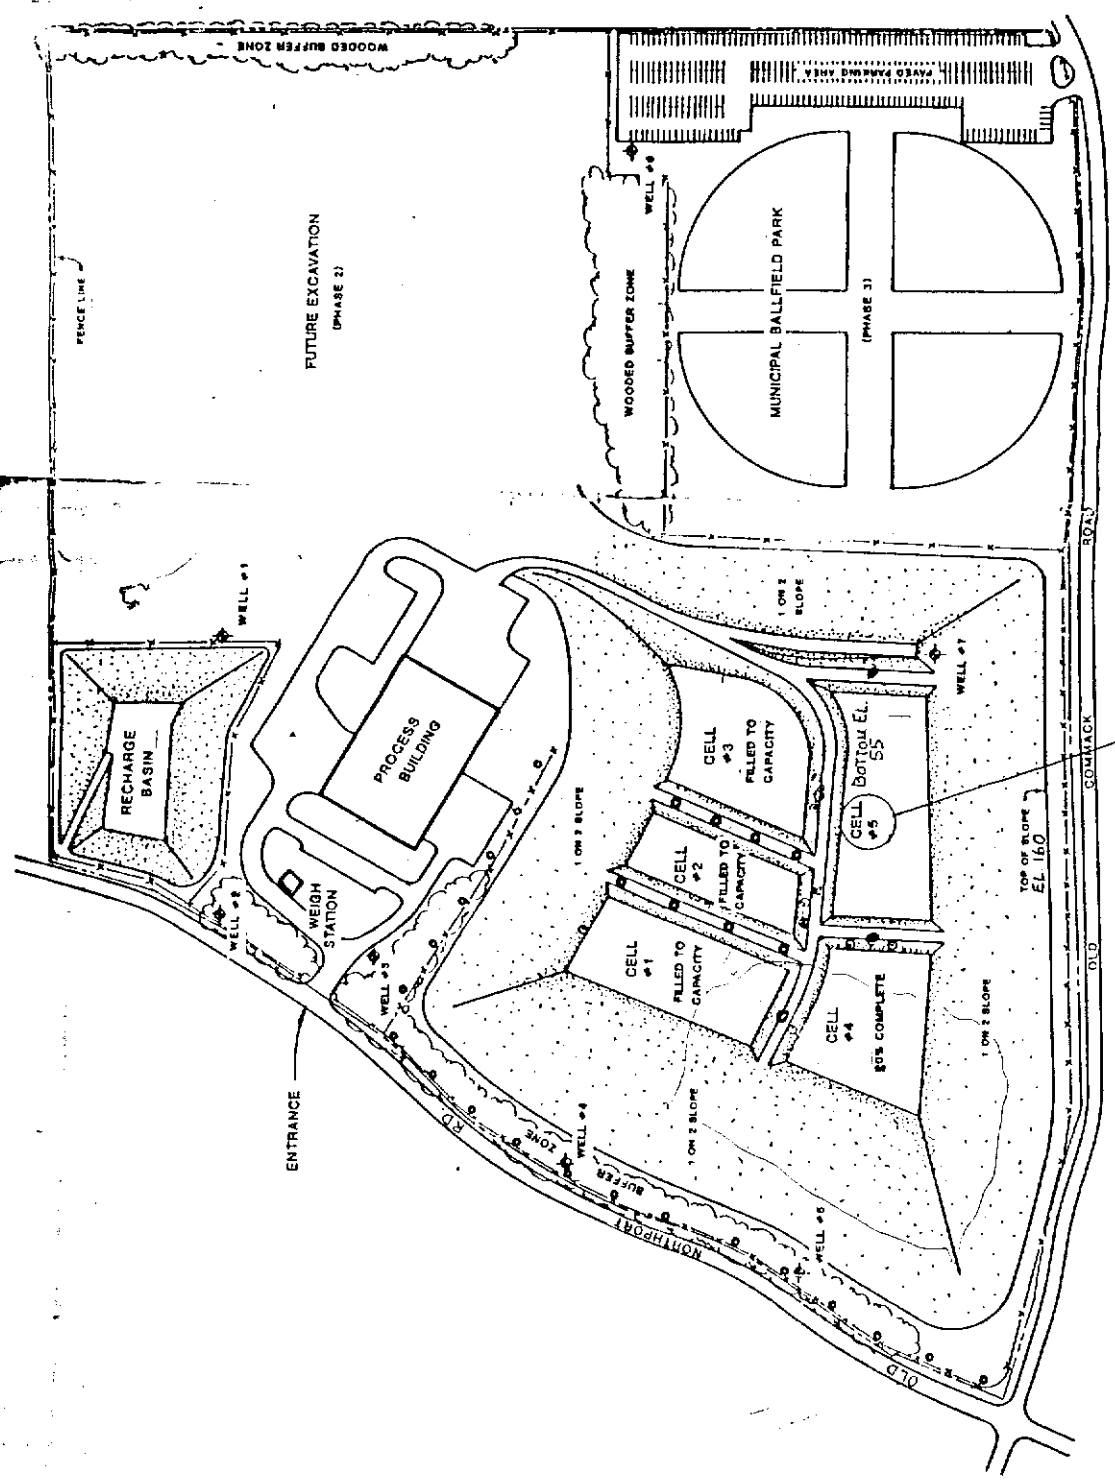 WOODED BUFFER ZONE
PAVED PARKING AREA
WELL #8
FENCE LINE
FUTURE EXCAVATION
(PHASE 2)
WOODED BUFFER ZONE
MUNICIPAL BALLFIELD PARK
(PHASE 3)
WELL #1
RECHARGE
BASIN
PROCESS
BUILDING
WELL #2
WEIGH
STATION
WELL #3
ENTRANCE
1 ON 2
SLOPE
WELL #7
1 ON 2 SLOPE
CELL
#3
FILLED TO
CAPACITY
CELL
#2
FILLED TO
CAPACITY
CELL
#1
FILLED TO
CAPACITY
CELL
#5
BOTTOM EL.
55
CELL
#4
80% COMPLETE
TOP OF SLOPE
EL 160
1 ON 2 SLOPE
1 ON 2 SLOPE
WELL #4
BUFFER ZONE
WELL #5
OLD NORTHPORT RD
OLD COMMACK ROAD